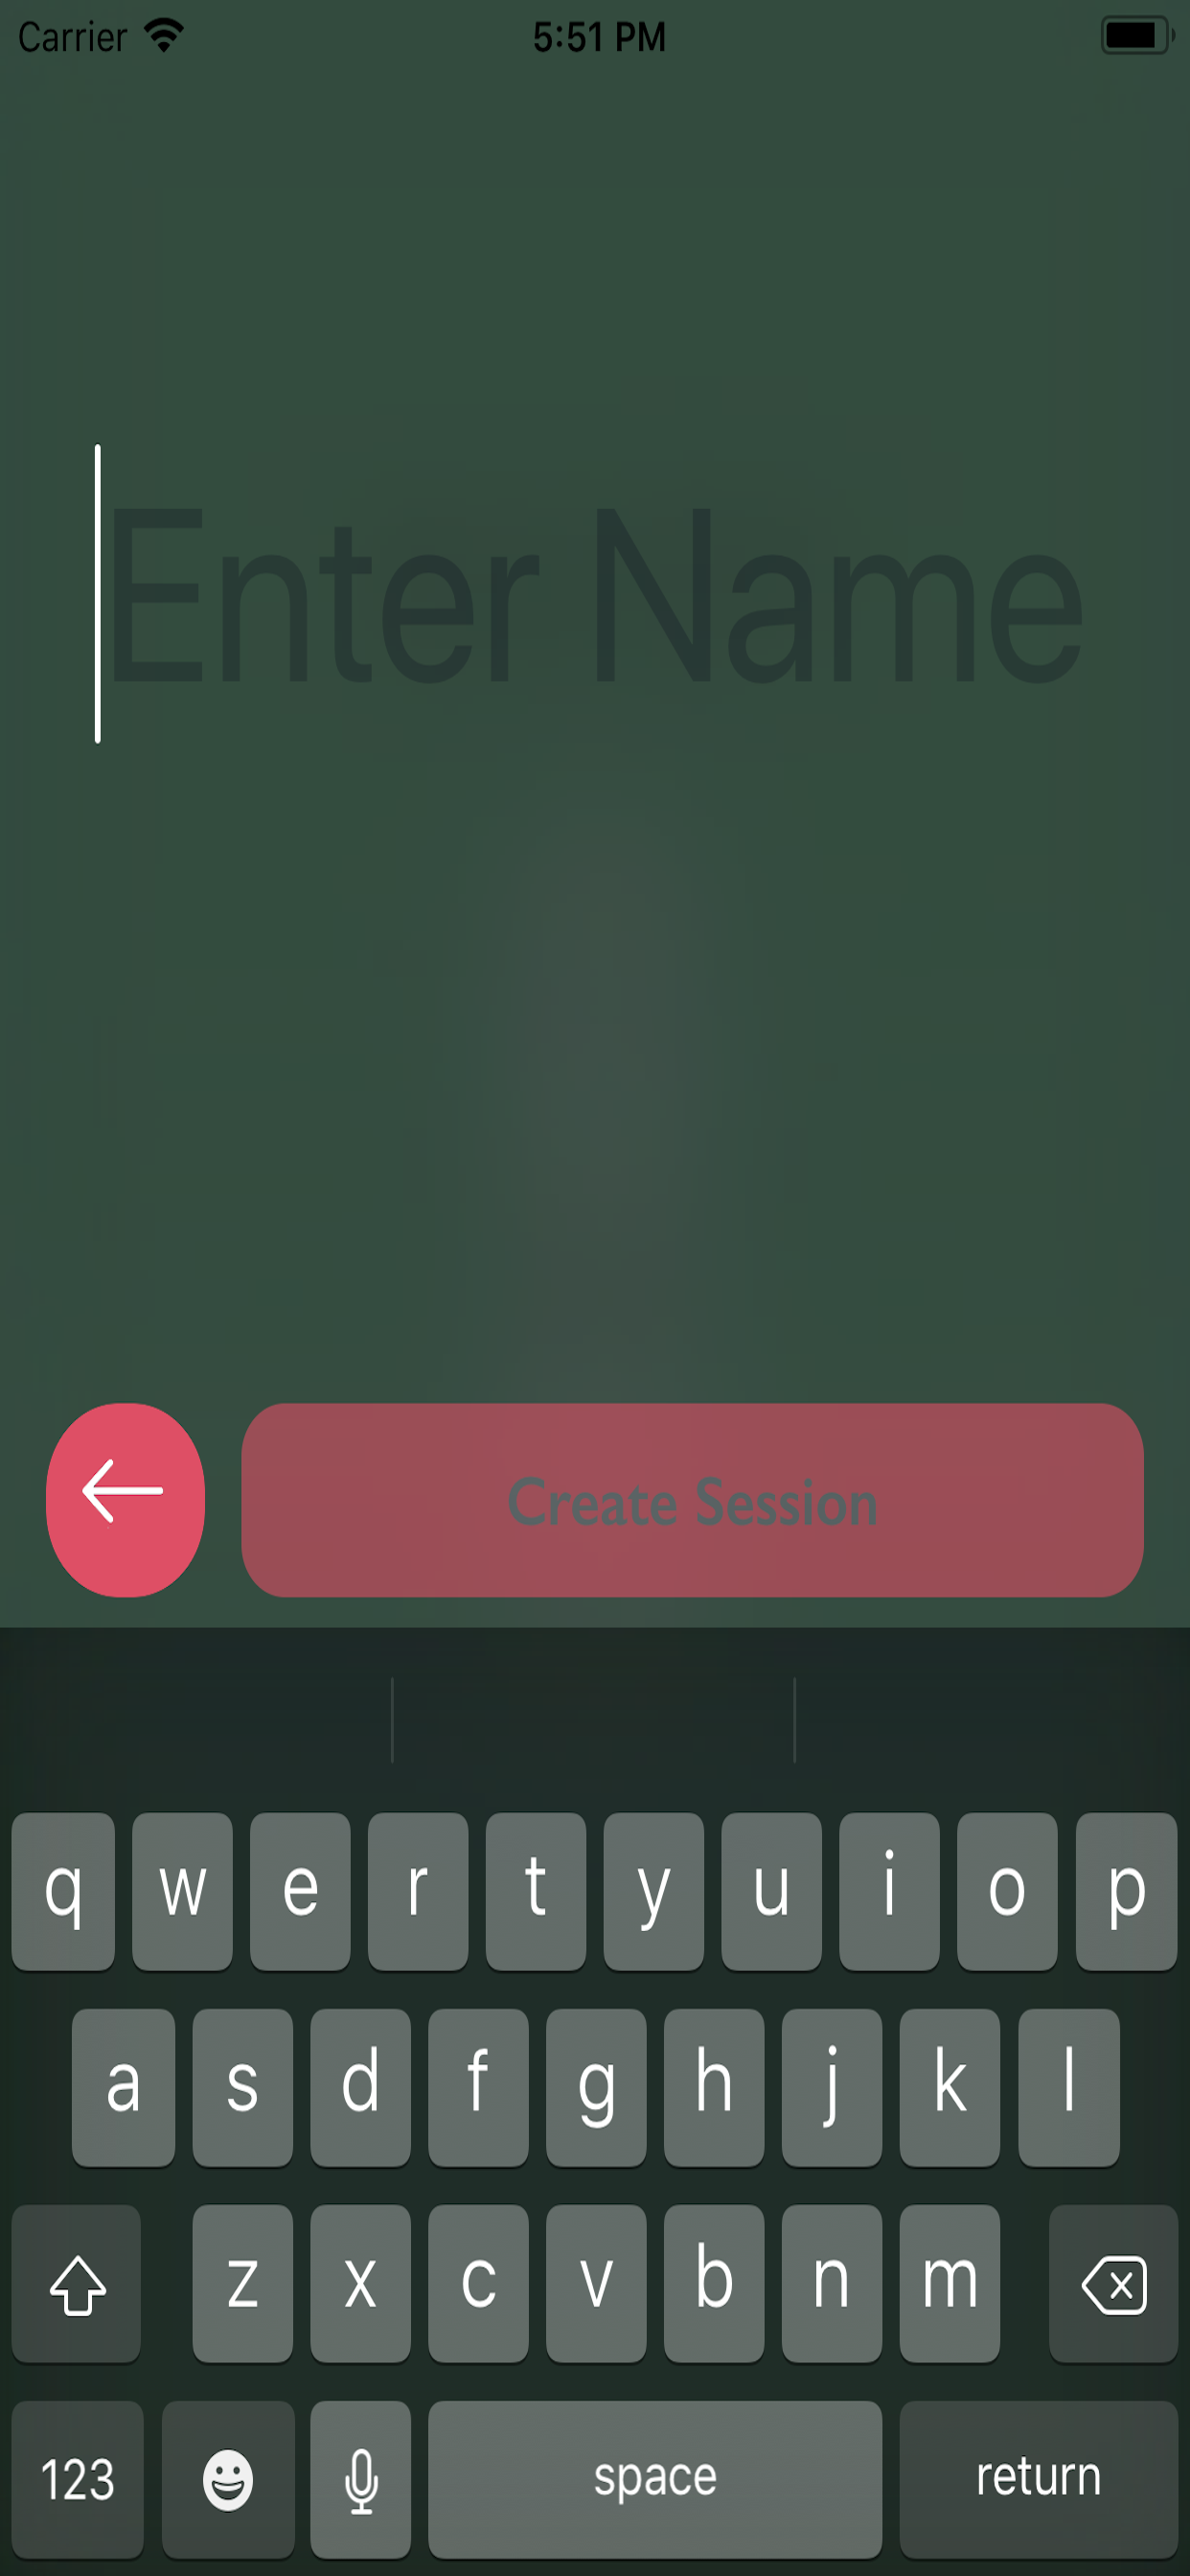 Carrier 5:51 PM
Enter Name
Create Session
q w e r t y u i o p
a s d f g h j k l
z x c v b n m
123 space return